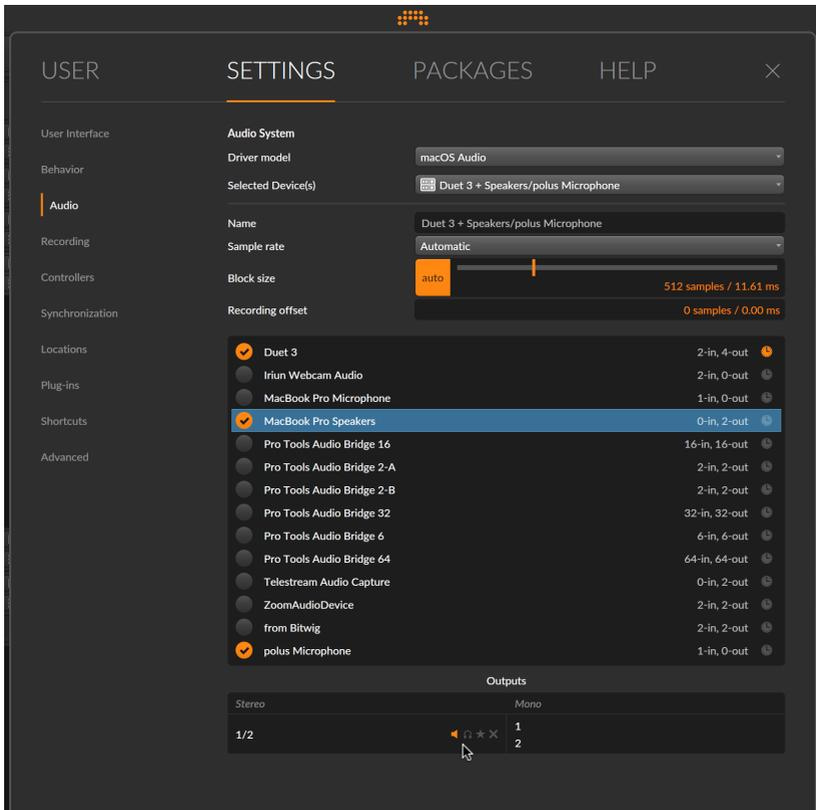 USER SETTINGS PACKAGES HELP
User Interface
Behavior
Audio
Recording
Controllers
Synchronization
Locations
Plug-ins
Shortcuts
Advanced
Audio System
Driver model macOS Audio
Selected Device(s) Duet 3 + Speakers/polus Microphone
Name Duet 3 + Speakers/polus Microphone
Sample rate Automatic
Block size auto 512 samples / 11.61 ms
Recording offset 0 samples / 0.00 ms
Duet 3 2-in, 4-out
Iriun Webcam Audio 2-in, 0-out
MacBook Pro Microphone 1-in, 0-out
MacBook Pro Speakers 0-in, 2-out
Pro Tools Audio Bridge 16 16-in, 16-out
Pro Tools Audio Bridge 2-A 2-in, 2-out
Pro Tools Audio Bridge 2-B 2-in, 2-out
Pro Tools Audio Bridge 32 32-in, 32-out
Pro Tools Audio Bridge 6 6-in, 6-out
Pro Tools Audio Bridge 64 64-in, 64-out
Telestream Audio Capture 0-in, 2-out
ZoomAudioDevice 2-in, 2-out
from Bitwig 2-in, 2-out
polus Microphone 1-in, 0-out
Outputs
Stereo Mono
1/2
1
2